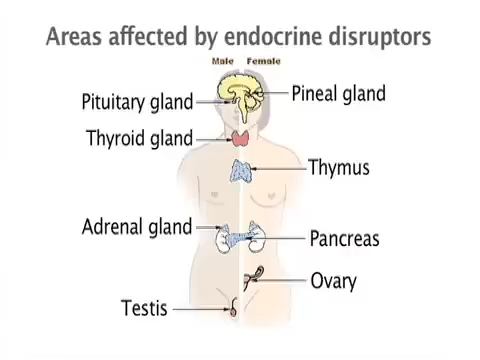 Areas affected by endocrine disruptors
Male Female
Pituitary gland
Pineal gland
Thyroid gland
Thymus
Adrenal gland
Pancreas
Ovary
Testis